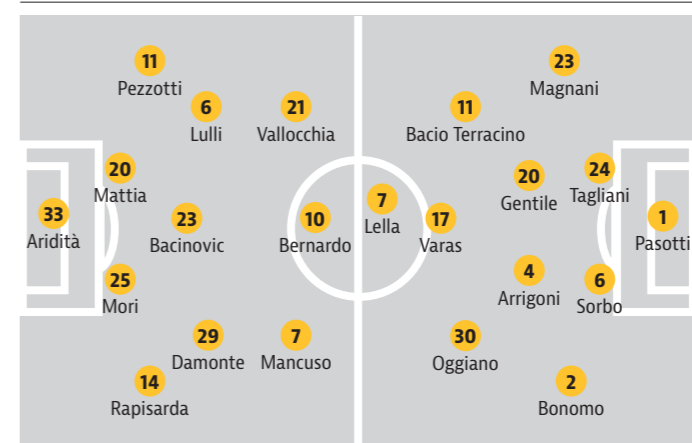 11
Pezzotti
6
Lulli
21
Vallocchia
20
Mattia
33
Aridità
23
Bacinovic
10
Bernardo
25
Mori
29
Damonte
7
Mancuso
14
Rapisarda
23
Magnani
11
Bacio Terracino
20
Gentile
24
Tagliani
7
Lella
17
Varas
1
Pasotti
4
Arrigoni
6
Sorbo
30
Oggiano
2
Bonomo